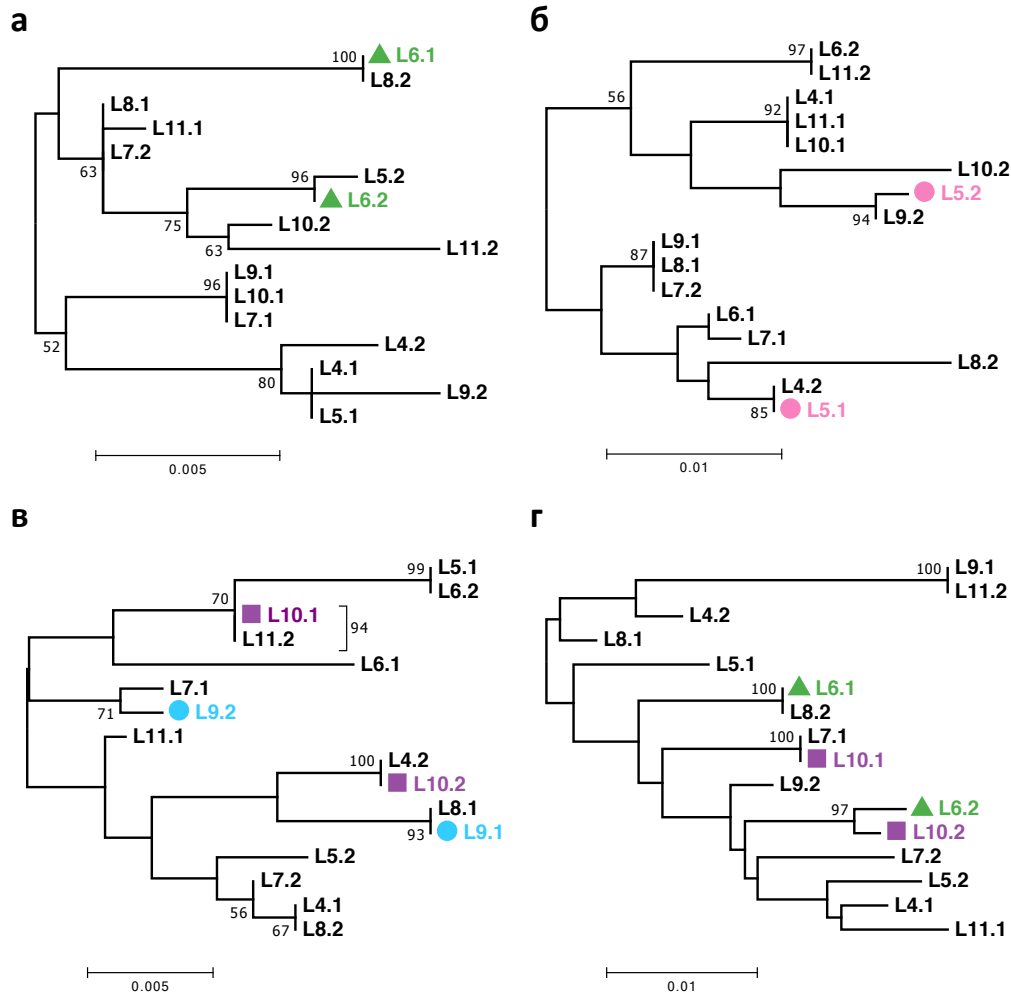 а
100
L6.1
L8.2
L8.1
L11.1
L7.2
63
96
L5.2
L6.2
75
L10.2
63
L11.2
96
L9.1
L10.1
L7.1
52
L4.2
L4.1
80
L9.2
L5.1
0.005
б
97
L6.2
L11.2
56
L4.1
92
L11.1
L10.1
L10.2
L5.2
94
L9.2
L9.1
87
L8.1
L7.2
L6.1
L7.1
L8.2
L4.2
85
L5.1
0.01
в
99
L5.1
L6.2
70
L10.1
94
L11.2
L6.1
L7.1
71
L9.2
L11.1
100
L4.2
L10.2
L8.1
93
L9.1
L5.2
L7.2
56
L4.1
67
L8.2
0.005
г
100
L9.1
L11.2
L4.2
L8.1
L5.1
100
L6.1
L8.2
100
L7.1
L10.1
L9.2
97
L6.2
L10.2
L7.2
L5.2
L4.1
L11.1
0.01